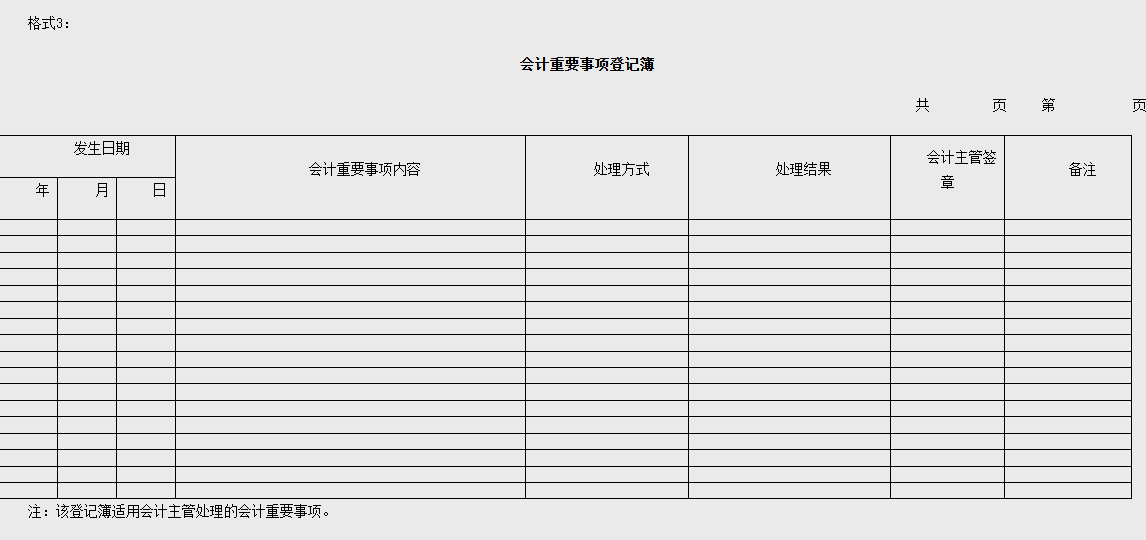 格式3：
会计重要事项登记簿
共 页 第 页
发生日期
会计重要事项内容
处理方式
处理结果
会计主管签
章
备注
年 月 日
注：该登记簿适用会计主管处理的会计重要事项。